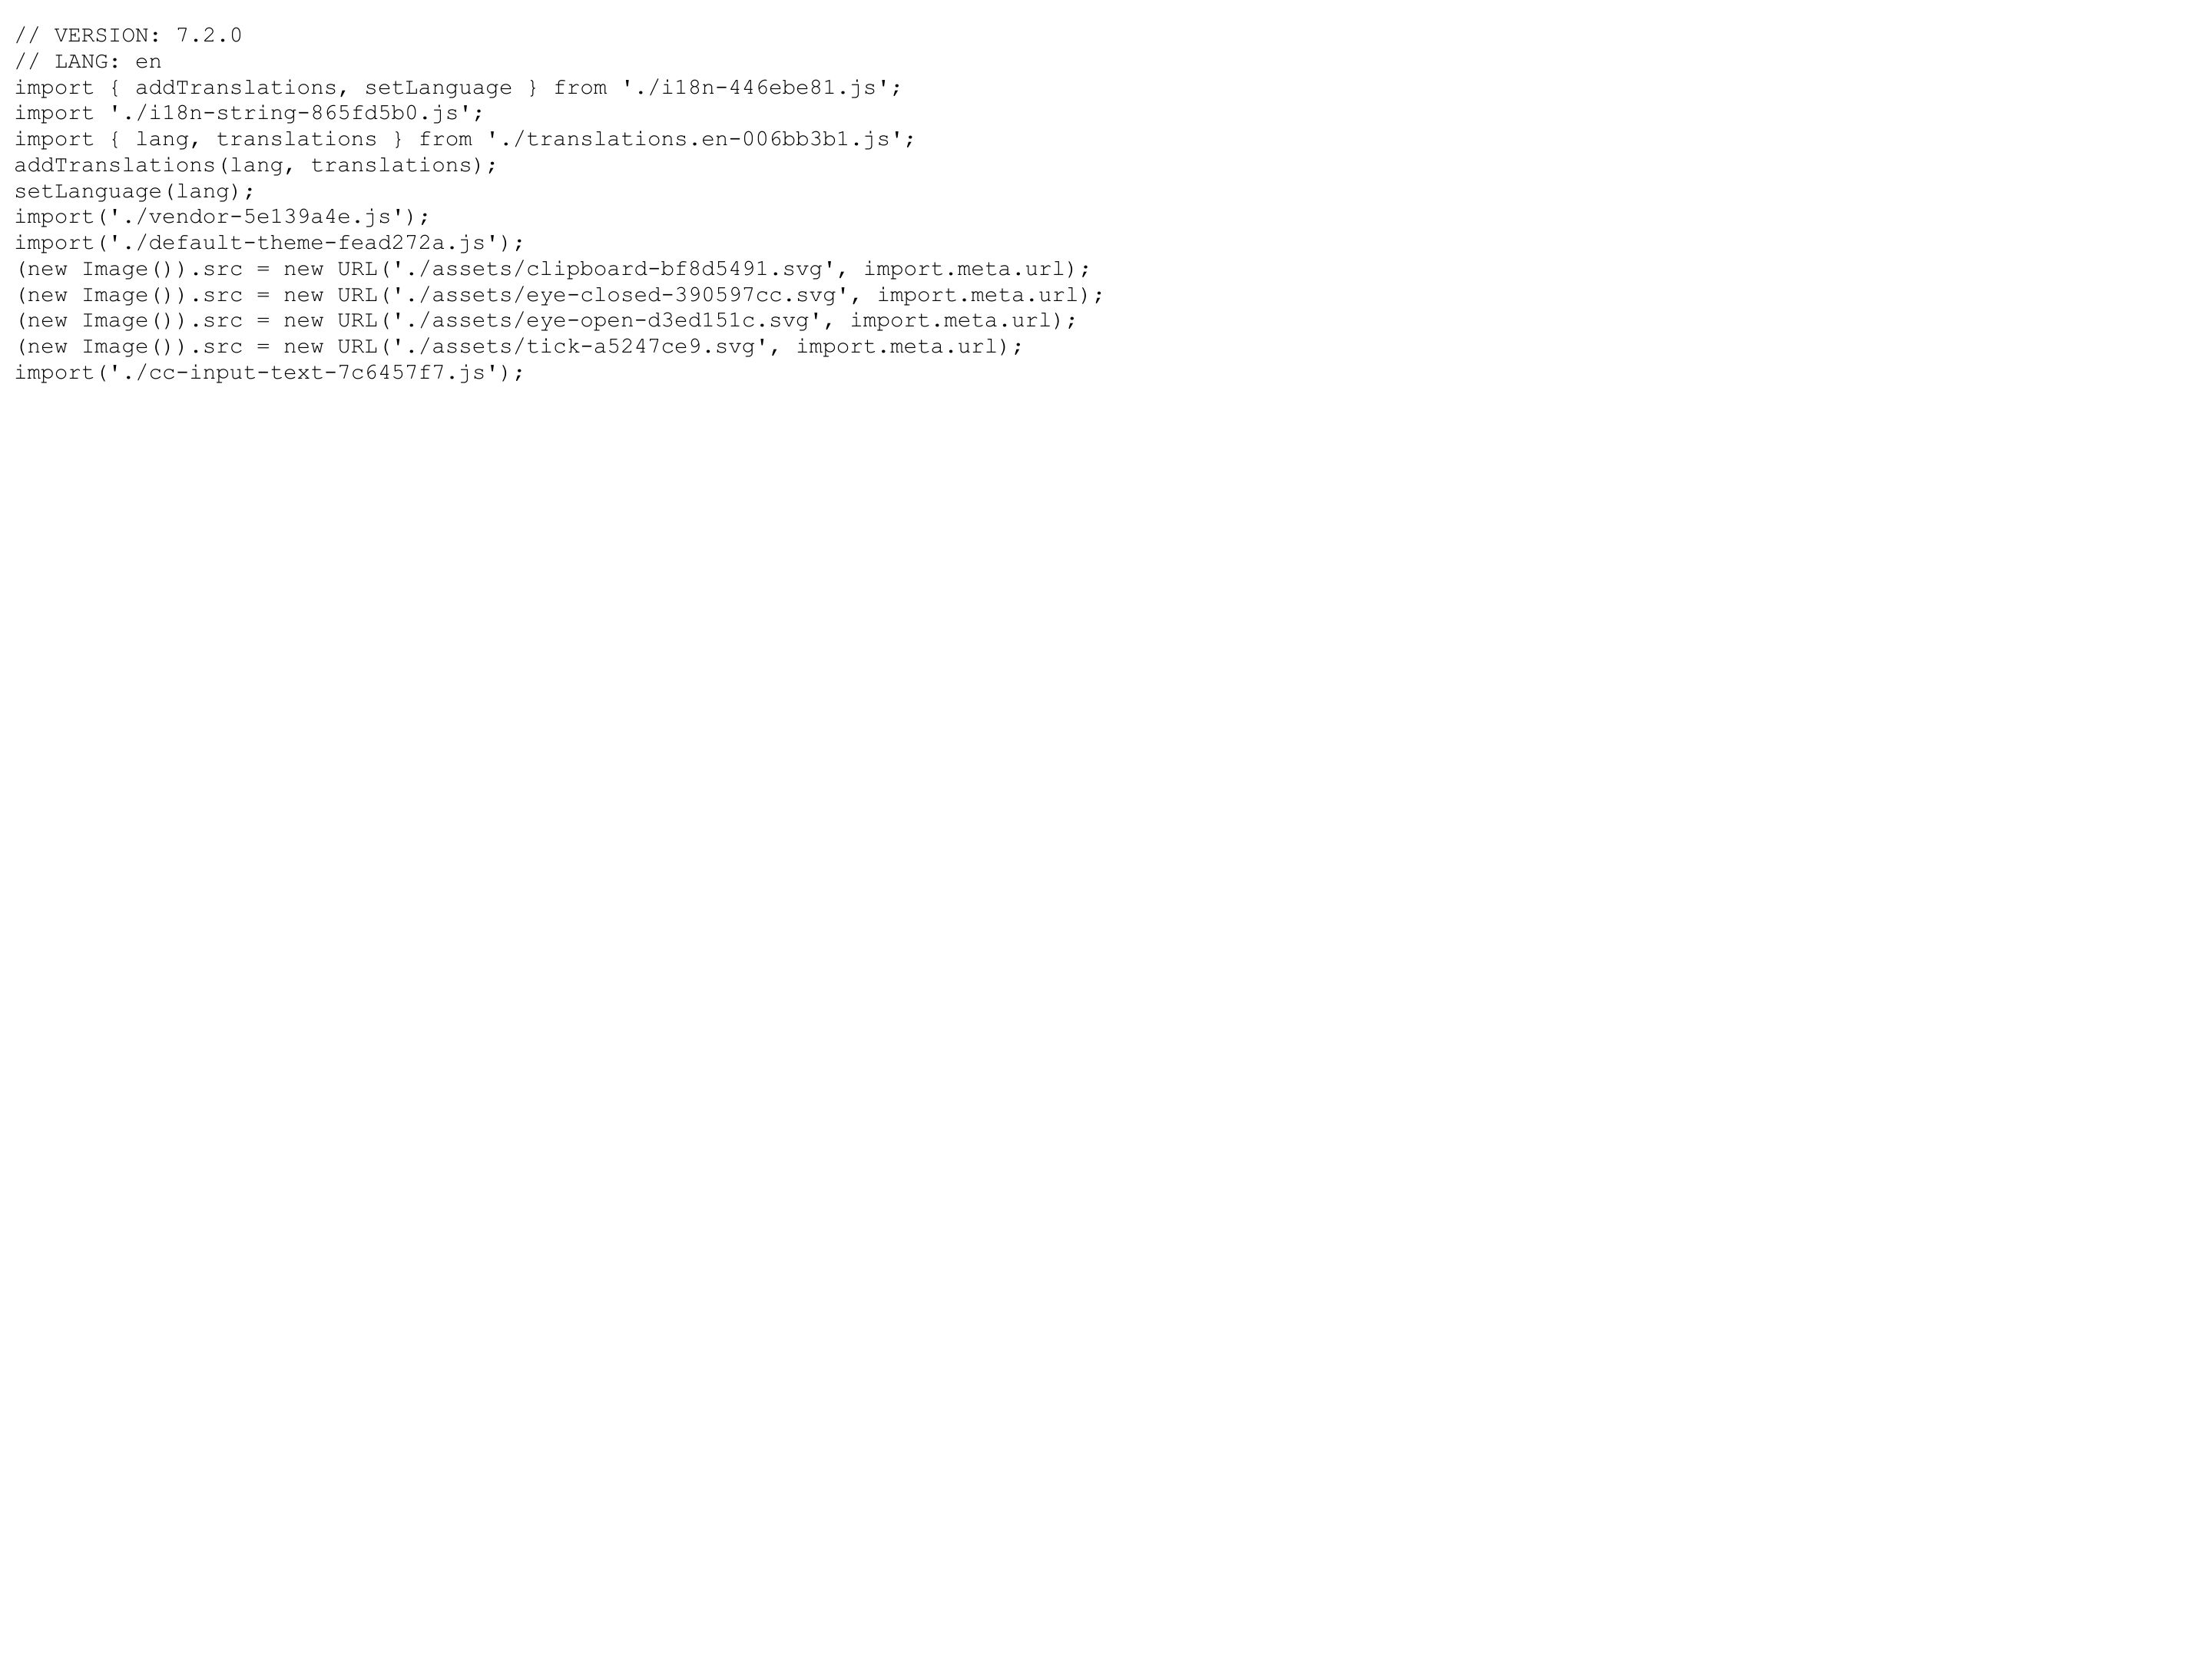 // VERSION: 7.2.0
// LANG: en
import { addTranslations, setLanguage } from './i18n-446ebe81.js';
import './i18n-string-865fd5b0.js';
import { lang, translations } from './translations.en-006bb3b1.js';
addTranslations(lang, translations);
setLanguage(lang);
import('./vendor-5e139a4e.js');
import('./default-theme-fead272a.js');
(new Image()).src = new URL('./assets/clipboard-bf8d5491.svg', import.meta.url);
(new Image()).src = new URL('./assets/eye-closed-390597cc.svg', import.meta.url);
(new Image()).src = new URL('./assets/eye-open-d3ed151c.svg', import.meta.url);
(new Image()).src = new URL('./assets/tick-a5247ce9.svg', import.meta.url);
import('./cc-input-text-7c6457f7.js');